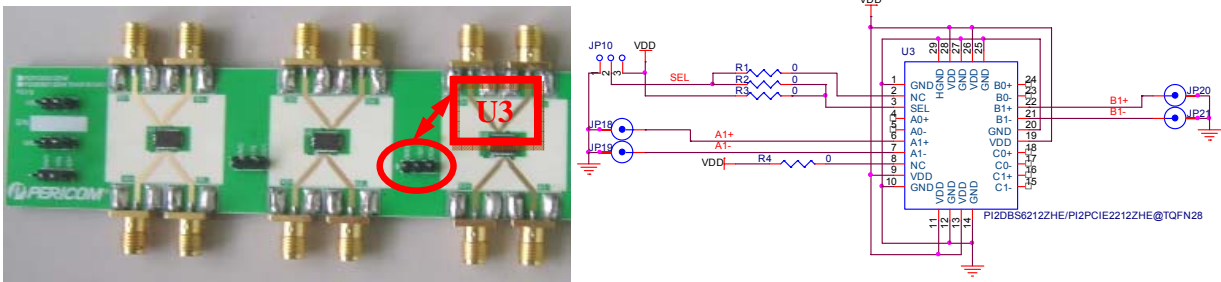 PERICOM
U3
VDD
JP10
VDD
1
2
3
SEL
R1
0
R2
0
R3
0
R4
0
VDD
JP18
JP19
A1+
A1-
U3
29
28
27
26
25
HGND
VDD
GND
VDD
GND
1
GND
2
NC
3
SEL
4
A0+
5
A0-
6
A1+
7
A1-
8
NC
9
VDD
10
GND
B0+
24
B0-
23
B1+
22
B1-
21
GND
20
VDD
19
C0+
18
C0-
17
C1+
16
C1-
15
VDD
GND
VDD
GND
11
12
13
14
B1+
B1-
JP20
JP21
PI2DBS6212ZHE/PI2PCIE2212ZHE@TQFN28